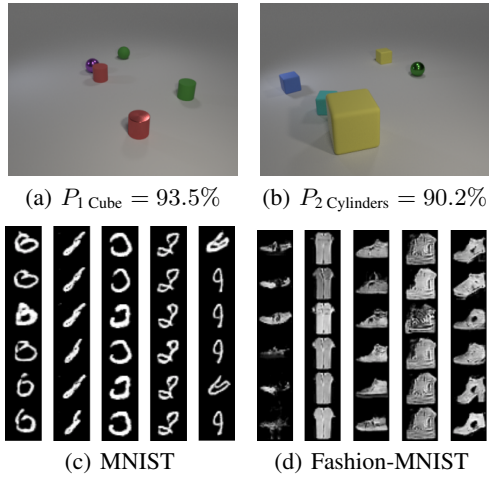 (a) P1 Cube = 93.5%
(b) P2 Cylinders = 90.2%
(c) MNIST
(d) Fashion-MNIST